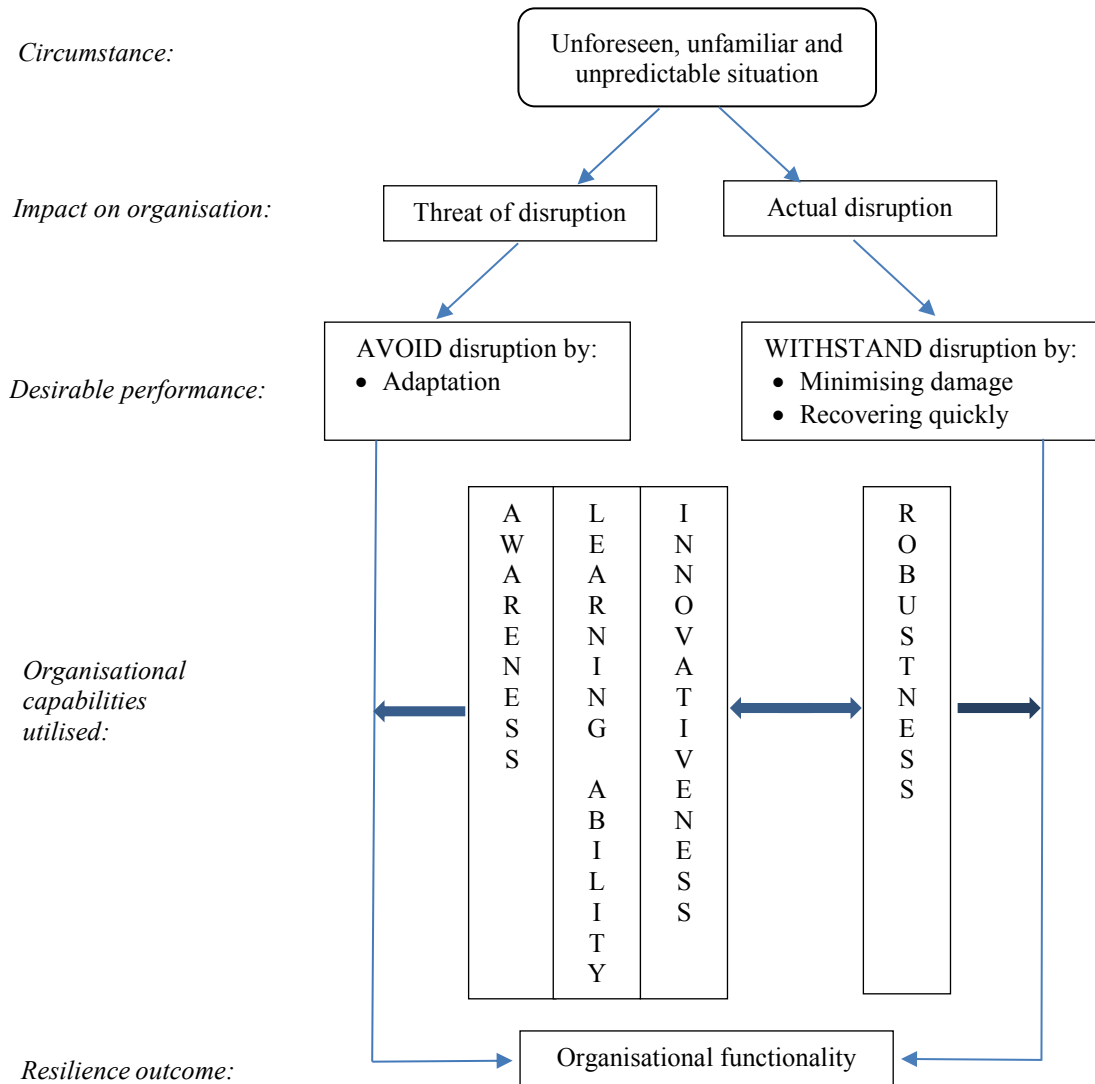 Circumstance:
Unforeseen, unfamiliar and
unpredictable situation
Impact on organisation:
Threat of disruption
Actual disruption
Desirable performance:
AVOID disruption by:
• Adaptation
WITHSTAND disruption by:
• Minimising damage
• Recovering quickly
Organisational
capabilities
utilised:
AWARENESS
LEARNING ABILITY
INNOVATIVENESS
ROBUSTNESS
Resilience outcome:
Organisational functionality